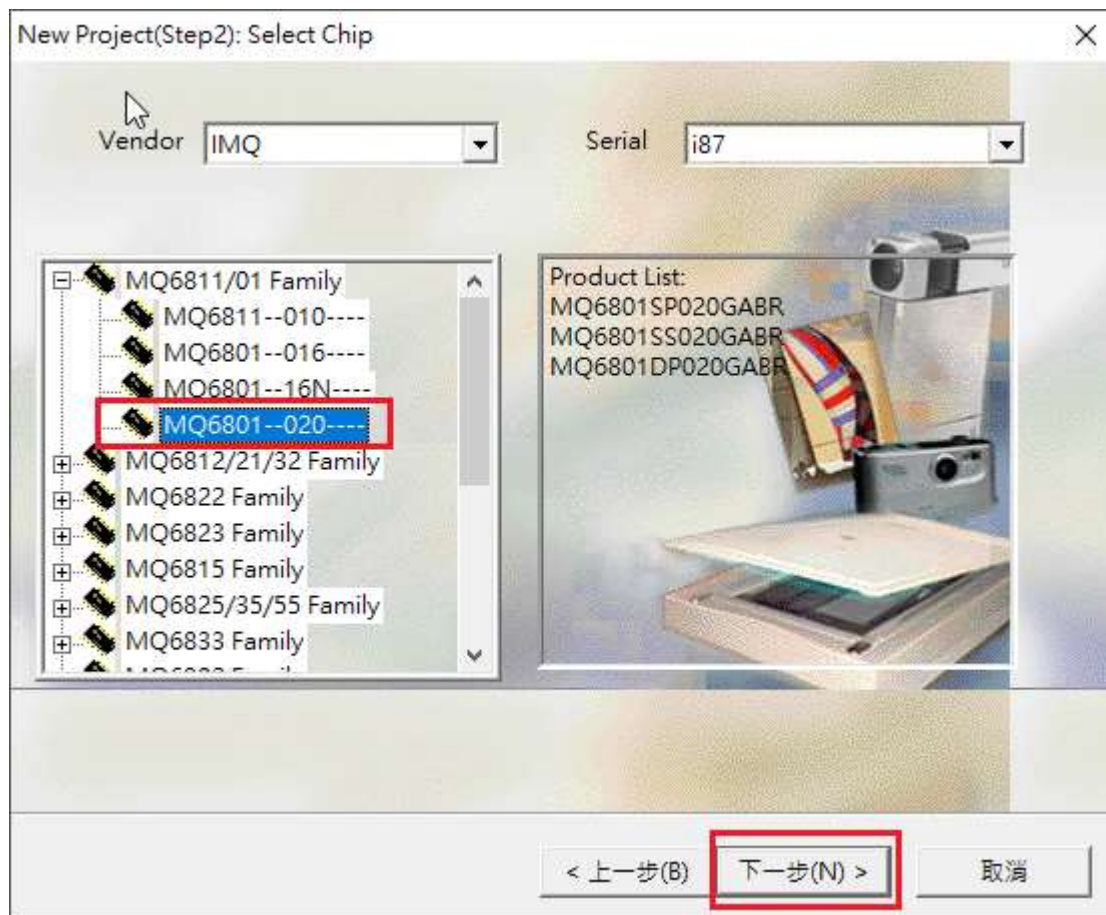 New Project(Step2): Select Chip
Vendor IMQ Serial i87
MQ6811/01 Family
MQ6811--010----
MQ6801--016----
MQ6801--16N----
MQ6801--020----
MQ6812/21/32 Family
MQ6822 Family
MQ6823 Family
MQ6815 Family
MQ6825/35/55 Family
MQ6833 Family
Product List:
MQ6801SP020GABR
MQ6801SS020GABR
MQ6801DP020GABR
< 上一步(B) 下一步(N) > 取消